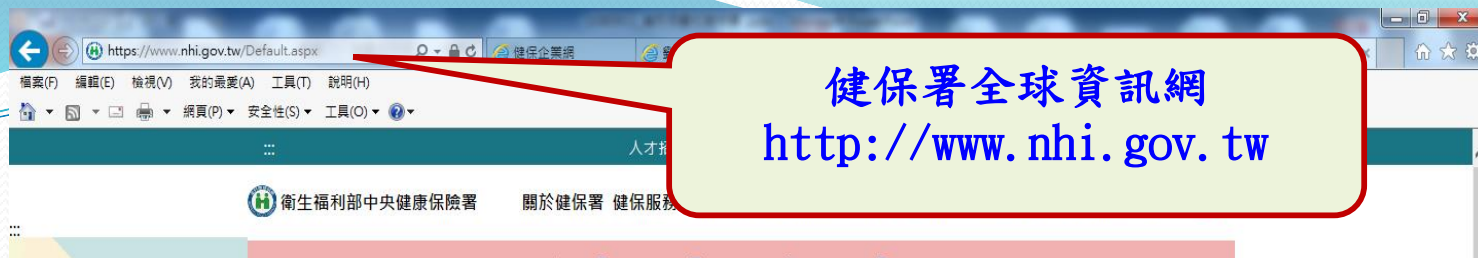 https://www.nhi.gov.tw/Default.aspx
健保企業網
檔案(F) 編輯(E) 檢視(V) 我的最愛(A) 工具(T) 說明(H)
網頁(P) 安全性(S) 工具(O)
健保署全球資訊網
http://www.nhi.gov.tw
:::
人才
衛生福利部中央健康保險署 關於健保署 健保服務
:::